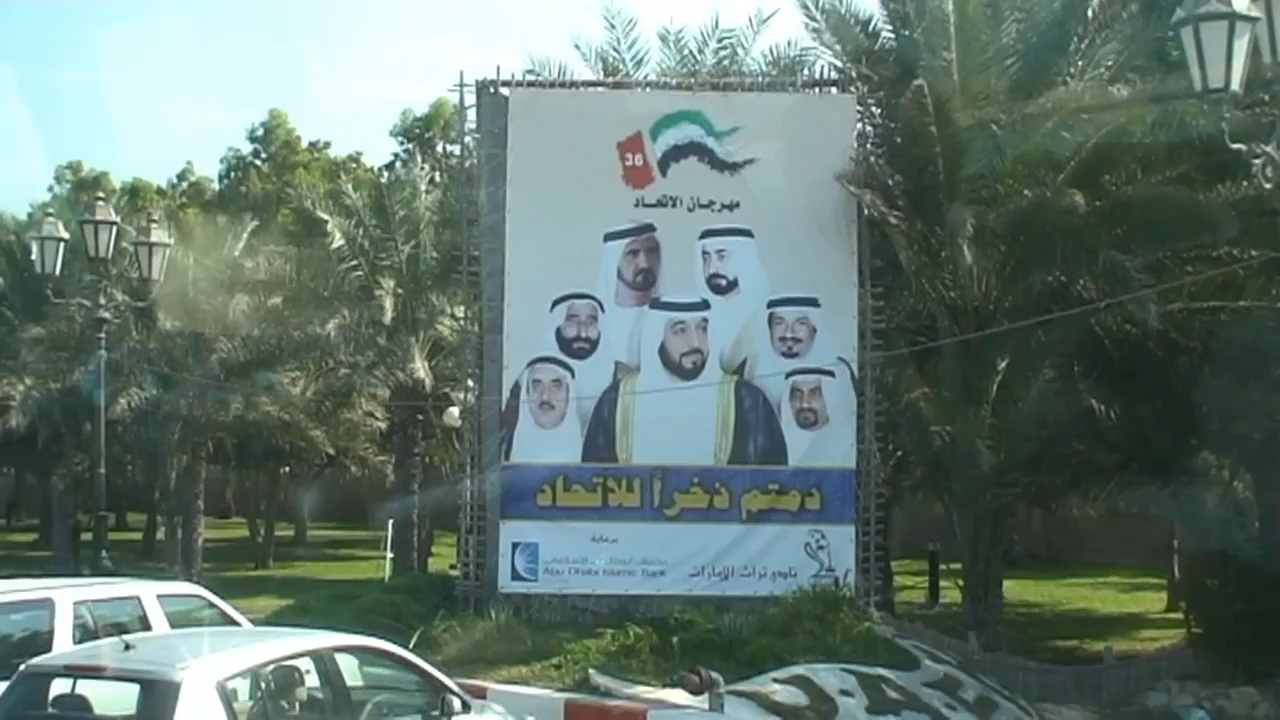 36
مهرجان الاتحاد
دمتم ذخراً للاتحاد
برعاية
Abu Dhabi Islamic Bank
نادي تراث الإمارات